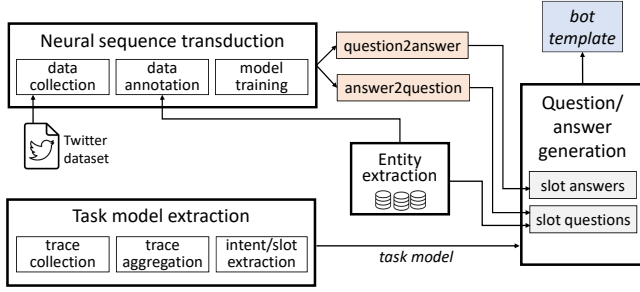 Neural sequence transduction
data
collection
data
annotation
model
training
Twitter
dataset
question2answer
answer2question
Entity
extraction
bot
template
Question/
answer
generation
slot answers
slot questions
Task model extraction
trace
collection
trace
aggregation
intent/slot
extraction
task model